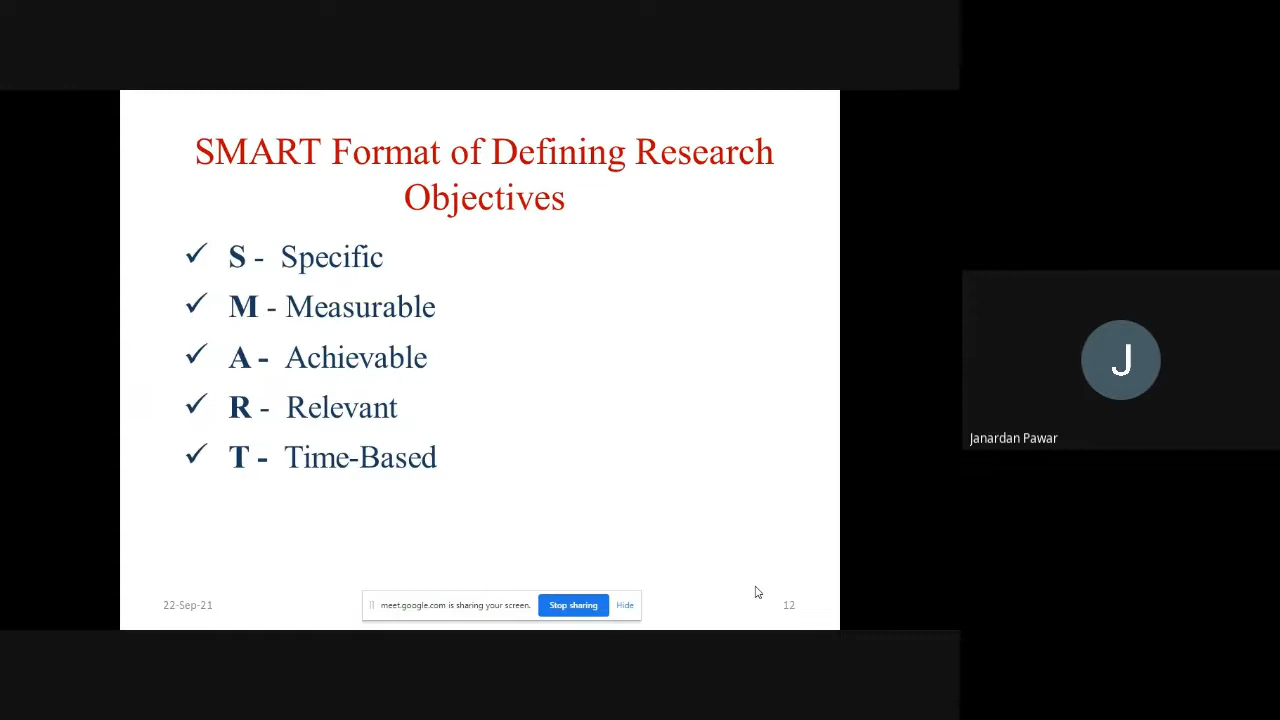 SMART Format of Defining Research
Objectives
✓ S - Specific
✓ M - Measurable
✓ A - Achievable
✓ R - Relevant
✓ T - Time-Based
22-Sep-21
meet.google.com is sharing your screen. Stop sharing Hide
12
J
Janardan Pawar